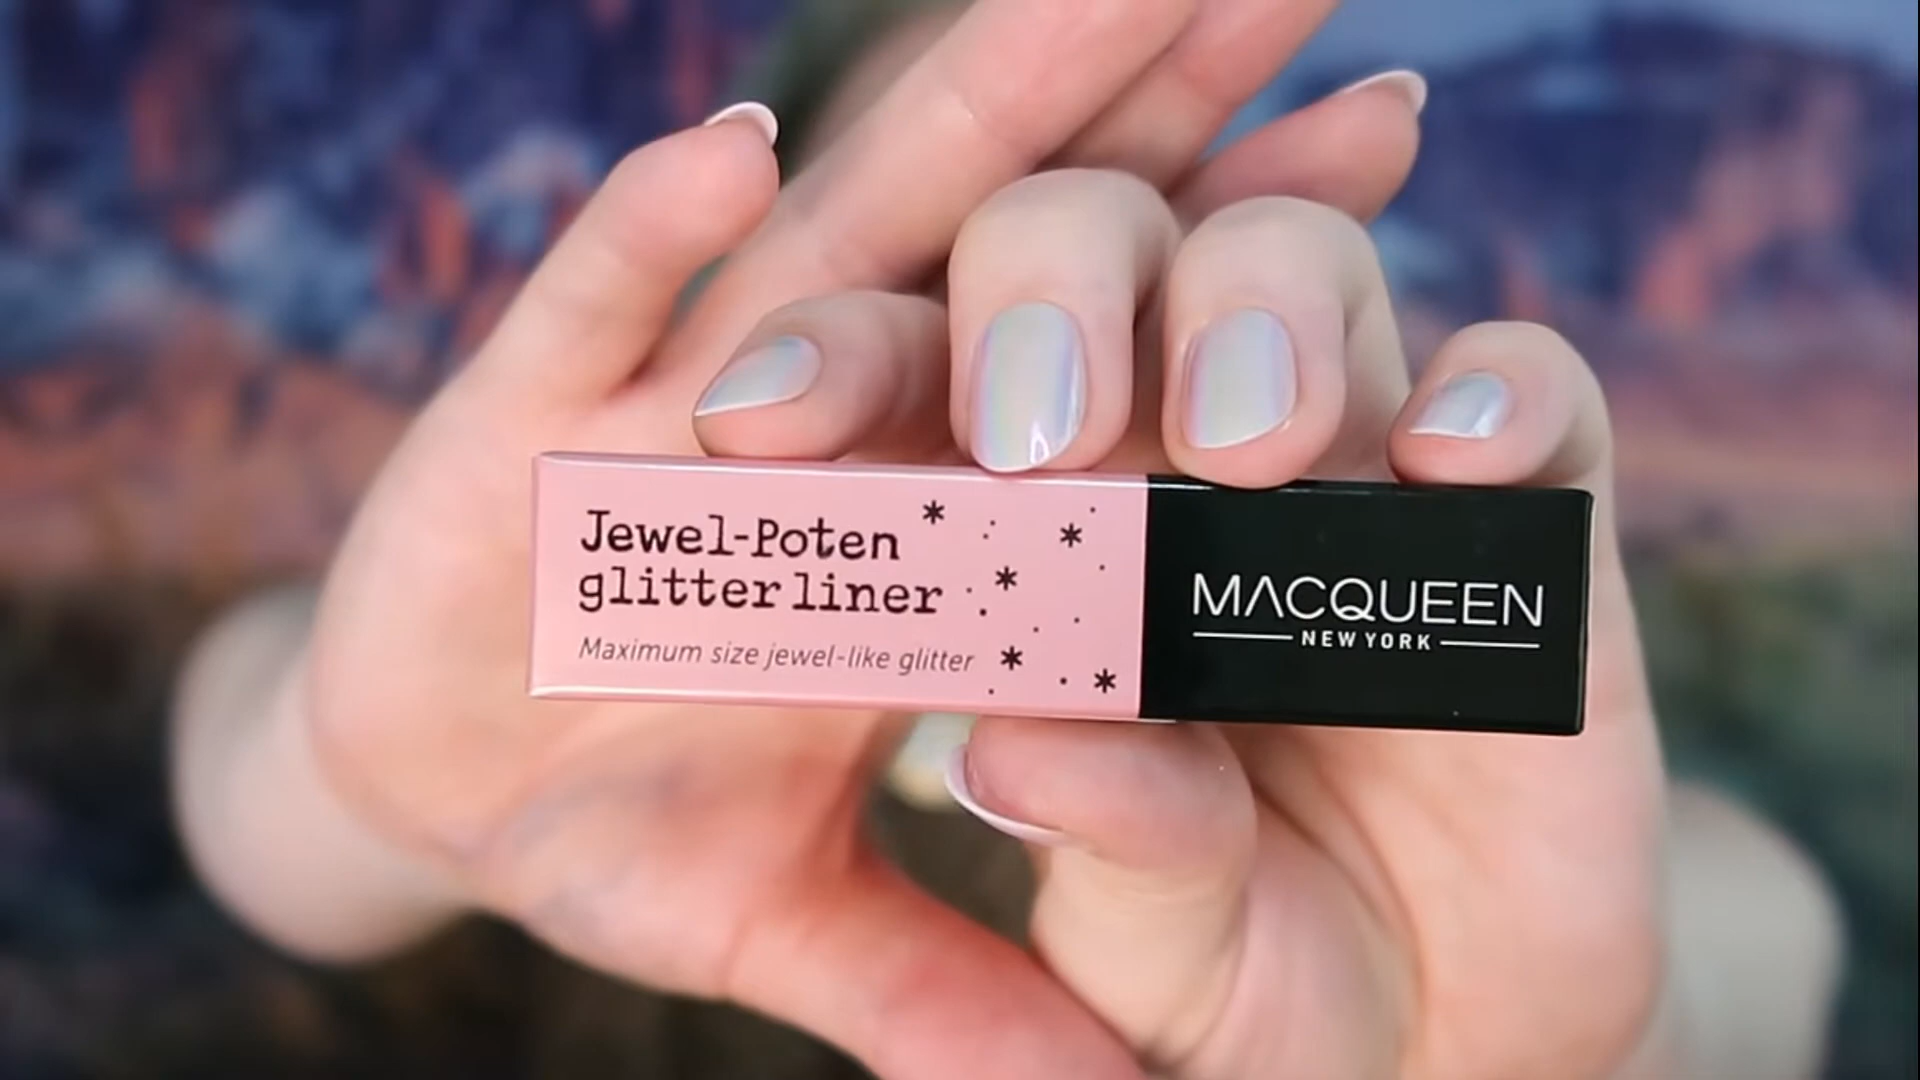 Jewel-Poten
glitter liner
Maximum size jewel-like glitter
MACQUEEN
NEW YORK